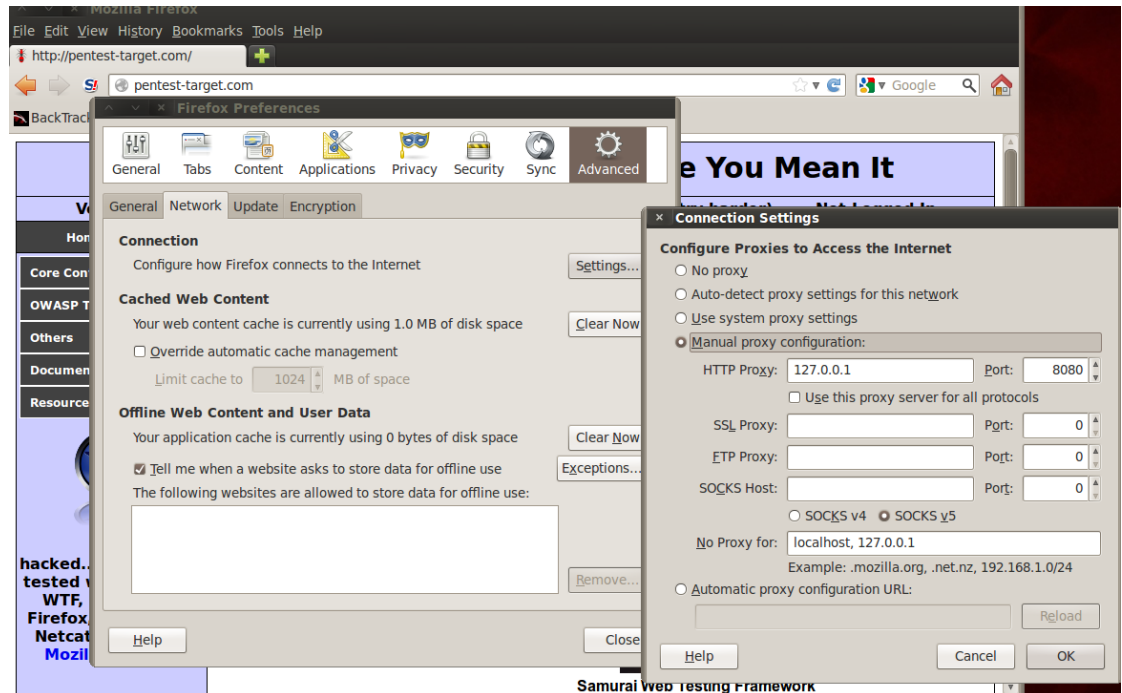 Mozilla Firefox
File Edit View History Bookmarks Tools Help
http://pentest-target.com/
pentest-target.com
Google
BackTrac
Firefox Preferences
General Tabs Content Applications Privacy Security Sync Advanced
e You Mean It
General Network Update Encryption
Not Logged In
Connection
Configure how Firefox connects to the Internet
Settings...
Cached Web Content
Your web content cache is currently using 1.0 MB of disk space
Clear Now
Override automatic cache management
Limit cache to 1024 MB of space
Offline Web Content and User Data
Your application cache is currently using 0 bytes of disk space
Clear Now
Tell me when a website asks to store data for offline use
Exceptions...
The following websites are allowed to store data for offline use:
Remove...
Help
Close
Core Con
OWASP T
Others
Documen
Resource
hacked..
tested
WTF,
Firefox,
Netcat
Mozil
Connection Settings
Configure Proxies to Access the Internet
No proxy
Auto-detect proxy settings for this network
Use system proxy settings
Manual proxy configuration:
HTTP Proxy: 127.0.0.1 Port: 8080
Use this proxy server for all protocols
SSL Proxy: Port: 0
FTP Proxy: Port: 0
SOCKS Host: Port: 0
SOCKS v4 SOCKS v5
No Proxy for: localhost, 127.0.0.1
Example: .mozilla.org, .net.nz, 192.168.1.0/24
Automatic proxy configuration URL:
Reload
Help Cancel OK
Samurai Web Testing Framework